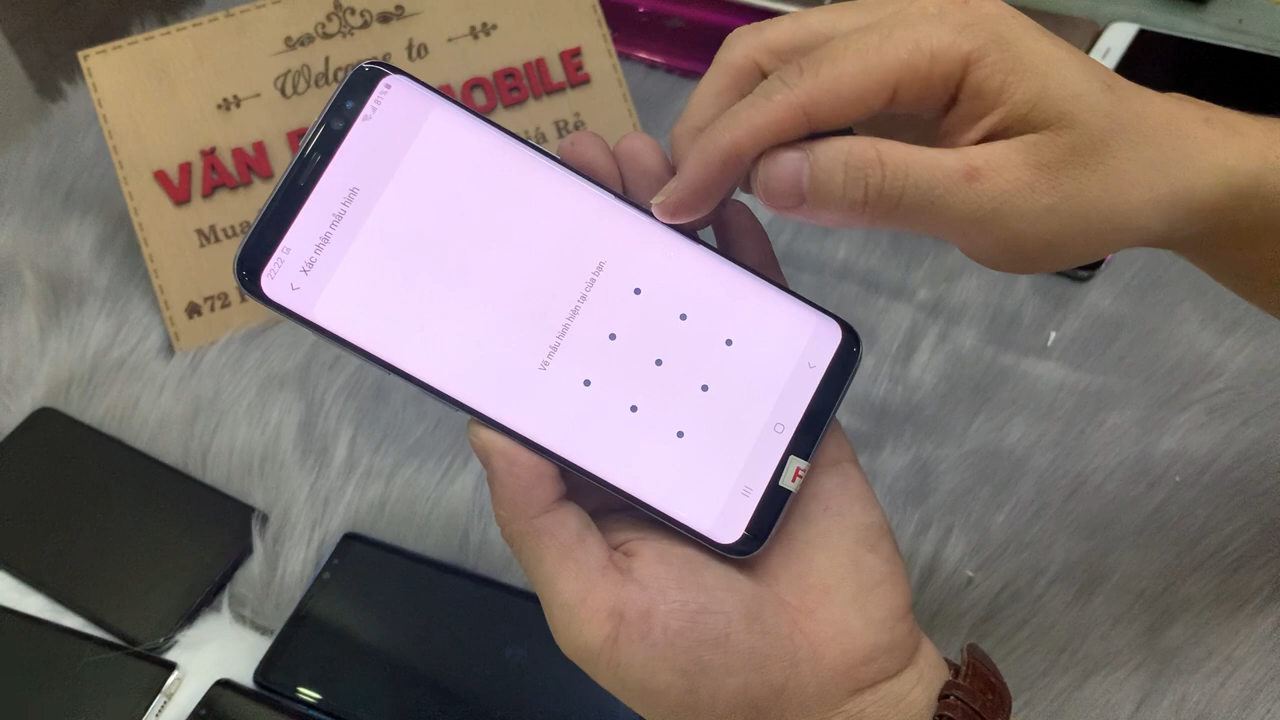 Welcome to
VĂN MOBILE
Giá Rẻ
Mua
72
81%
22:22
Xác nhận mẫu hình
Vẽ mẫu hình hiện tại của bạn.